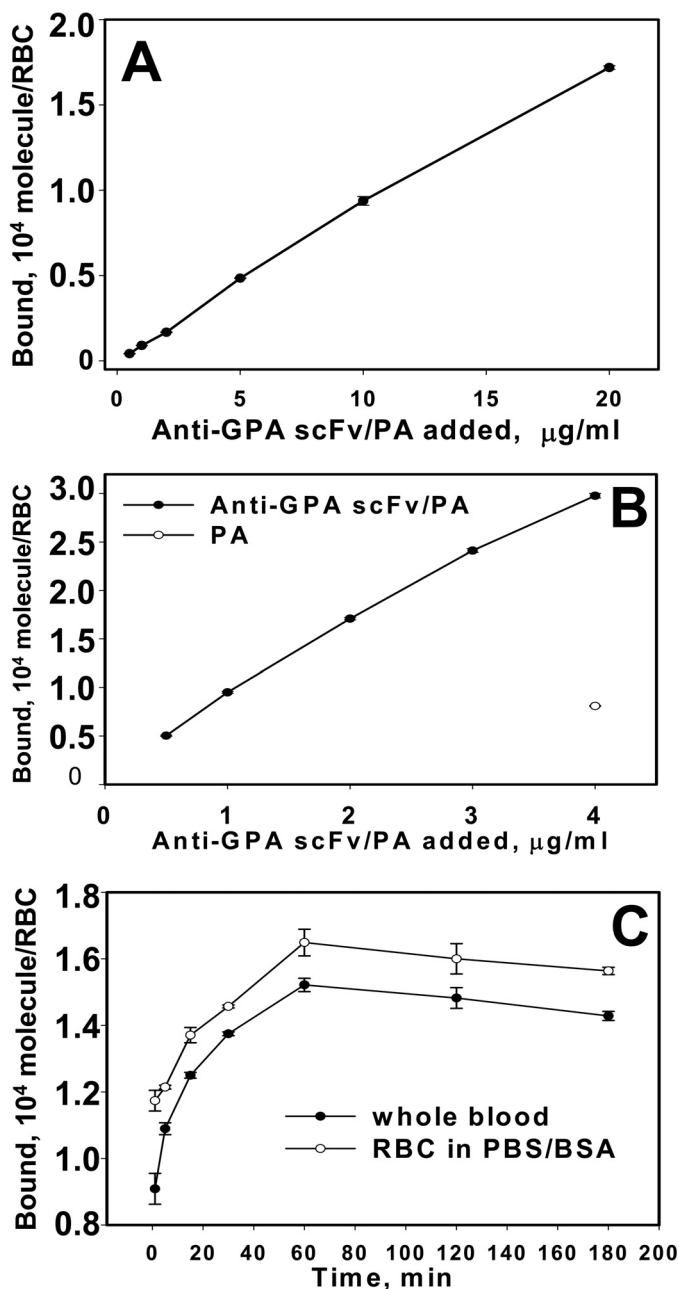 A
Bound, 10⁴ molecule/RBC
2.0
1.5
1.0
0.5
0
0 5 10 15 20
Anti-GPA scFv/PA added, μg/ml
B
Anti-GPA scFv/PA
PA
Bound, 10⁴ molecule/RBC
3.0
2.5
2.0
1.5
1.0
0.5
0
0 1 2 3 4
Anti-GPA scFv/PA added, μg/ml
C
Bound, 10⁴ molecule/RBC
1.8
1.6
1.4
1.2
1.0
0.8
whole blood
RBC in PBS/BSA
0 20 40 60 80 100 120 140 160 180 200
Time, min